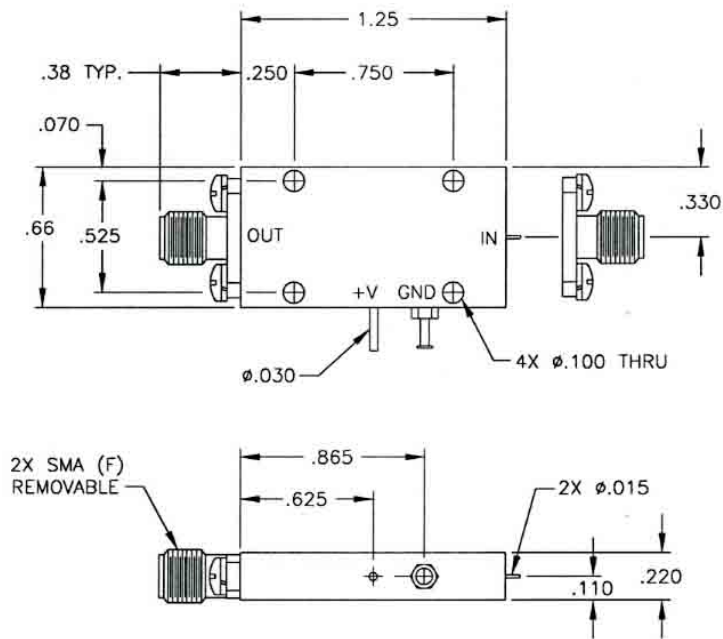 1.25
.38 TYP.
.250
.750
.070
.330
.66
.525
OUT
IN
+V
GND
ø.030
4X ø.100 THRU
.865
2X SMA (F)
REMOVABLE
.625
2X ø.015
.220
.110